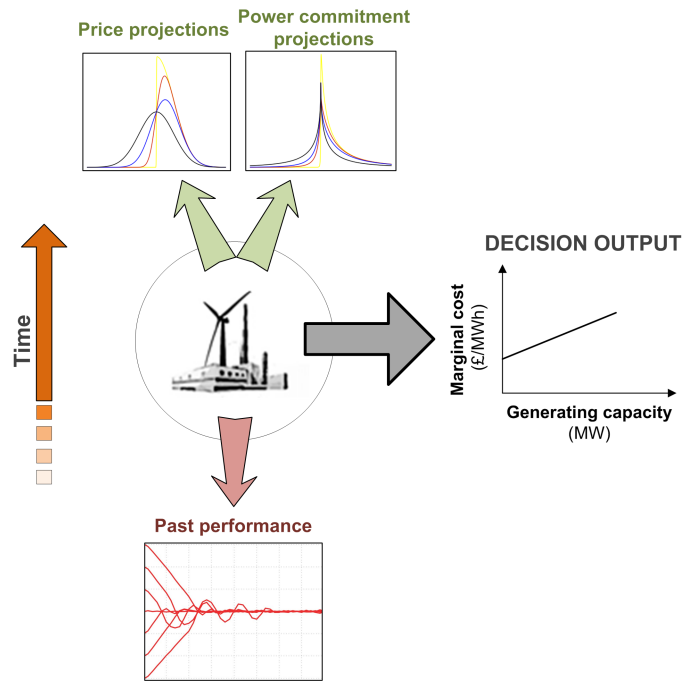 Price projections
Power commitment
projections
DECISION OUTPUT
Time
Marginal cost
(£/MWh)
Generating capacity
(MW)
Past performance